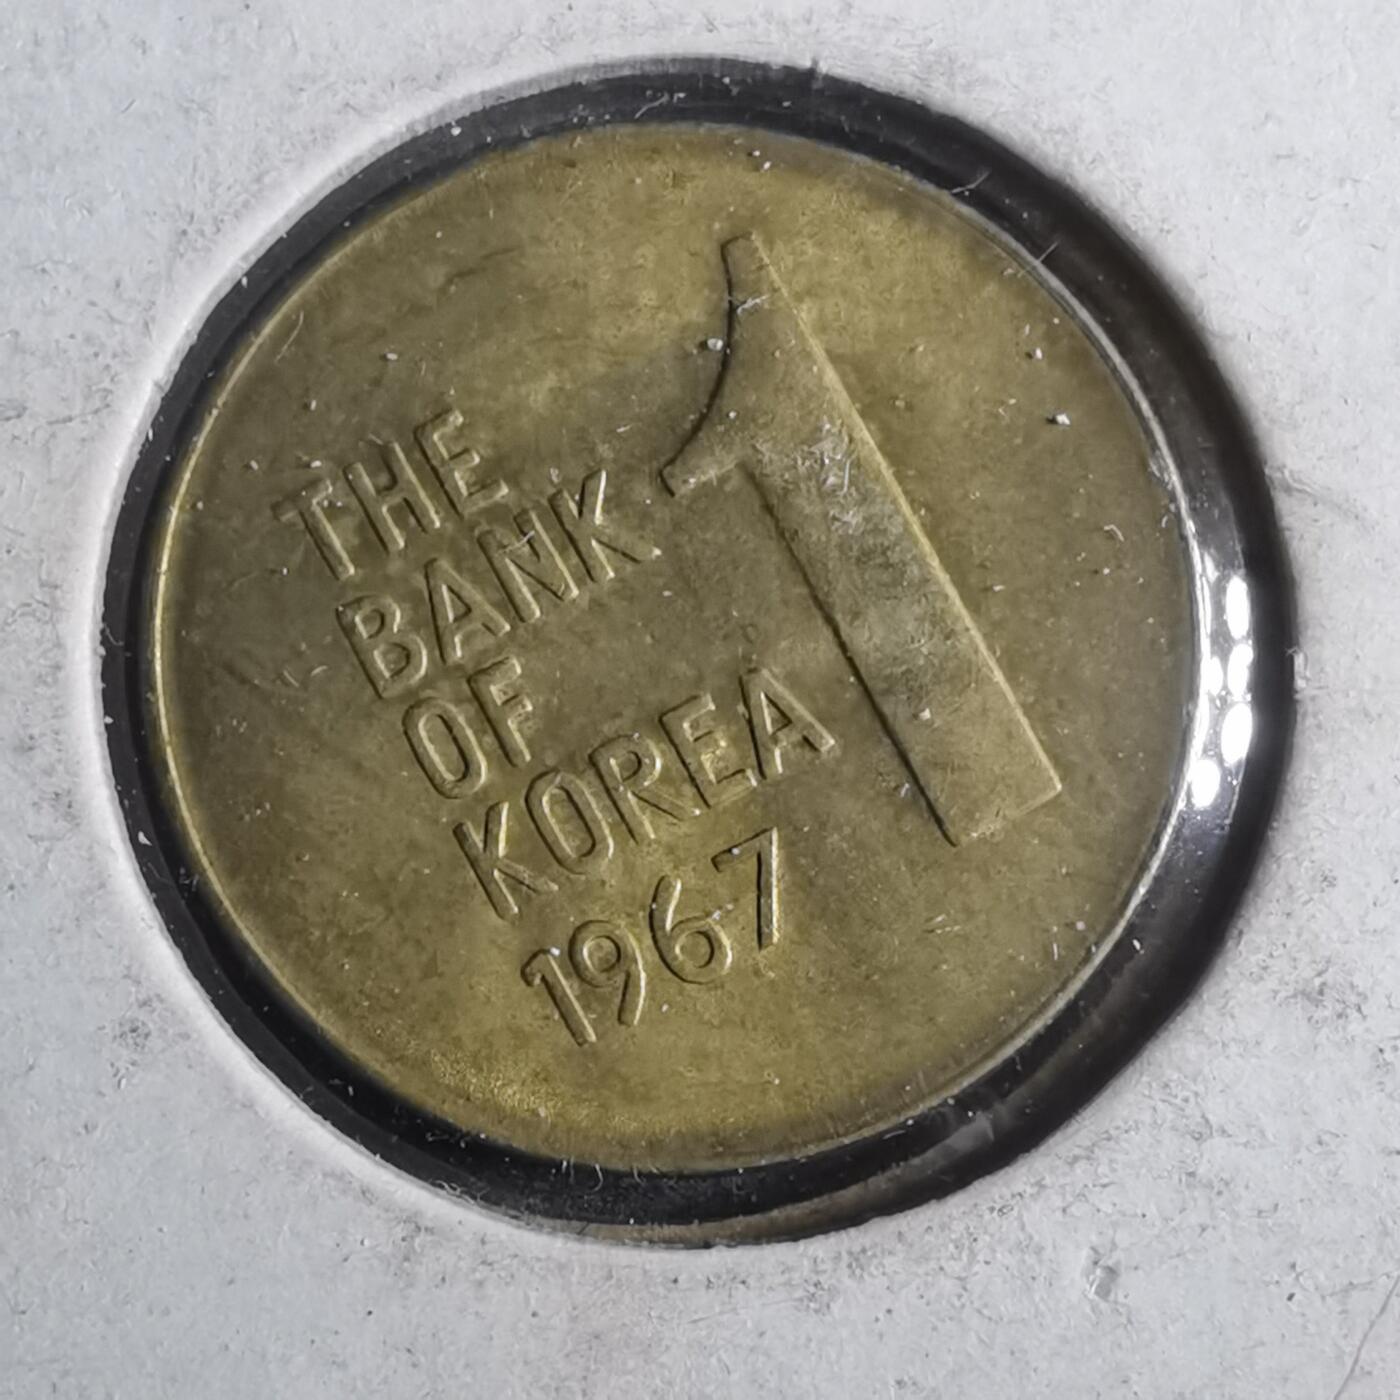 THE
BANK
OF
KOREA
1967
1